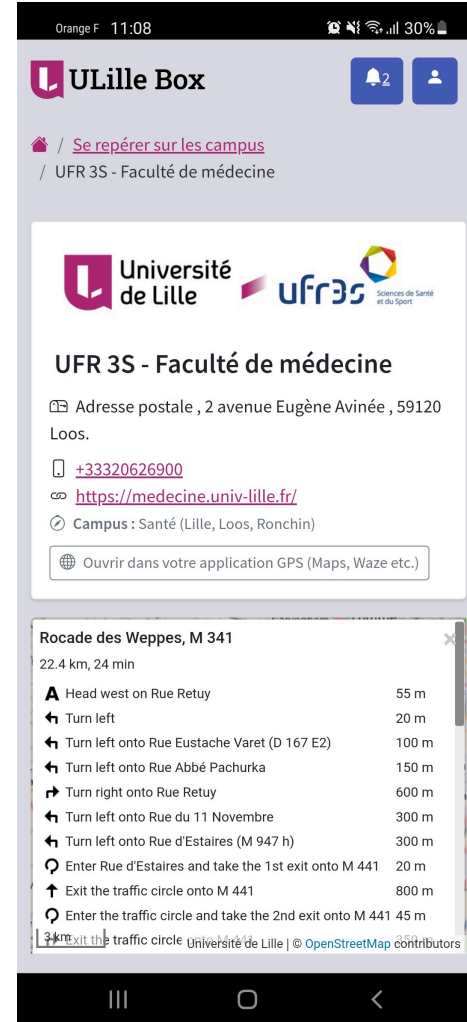 Orange F 11:08 30%
ULille Box
2
/ Se repérer sur les campus
/ UFR 3S - Faculté de médecine
Université
de Lille
ufr3s
Sciences de Santé
et du Sport
UFR 3S - Faculté de médecine
Adresse postale , 2 avenue Eugène Avinée , 59120
Loos.
+33320626900
https://medecine.univ-lille.fr/
Campus : Santé (Lille, Loos, Ronchin)
Ouvrir dans votre application GPS (Maps, Waze etc.)
Rocade des Weppes, M 341
22.4 km, 24 min
Head west on Rue Retuy 55 m
Turn left 20 m
Turn left onto Rue Eustache Varet (D 167 E2) 100 m
Turn left onto Rue Abbé Pachurka 150 m
Turn right onto Rue Retuy 600 m
Turn left onto Rue du 11 Novembre 300 m
Turn left onto Rue d'Estaires (M 947 h) 300 m
Enter Rue d'Estaires and take the 1st exit onto M 441 20 m
Exit the traffic circle onto M 441 800 m
Enter the traffic circle and take the 2nd exit onto M 441 45 m
Exit the traffic circle onto M 441 350 m
3 km
Université de Lille | © OpenStreetMap contributors